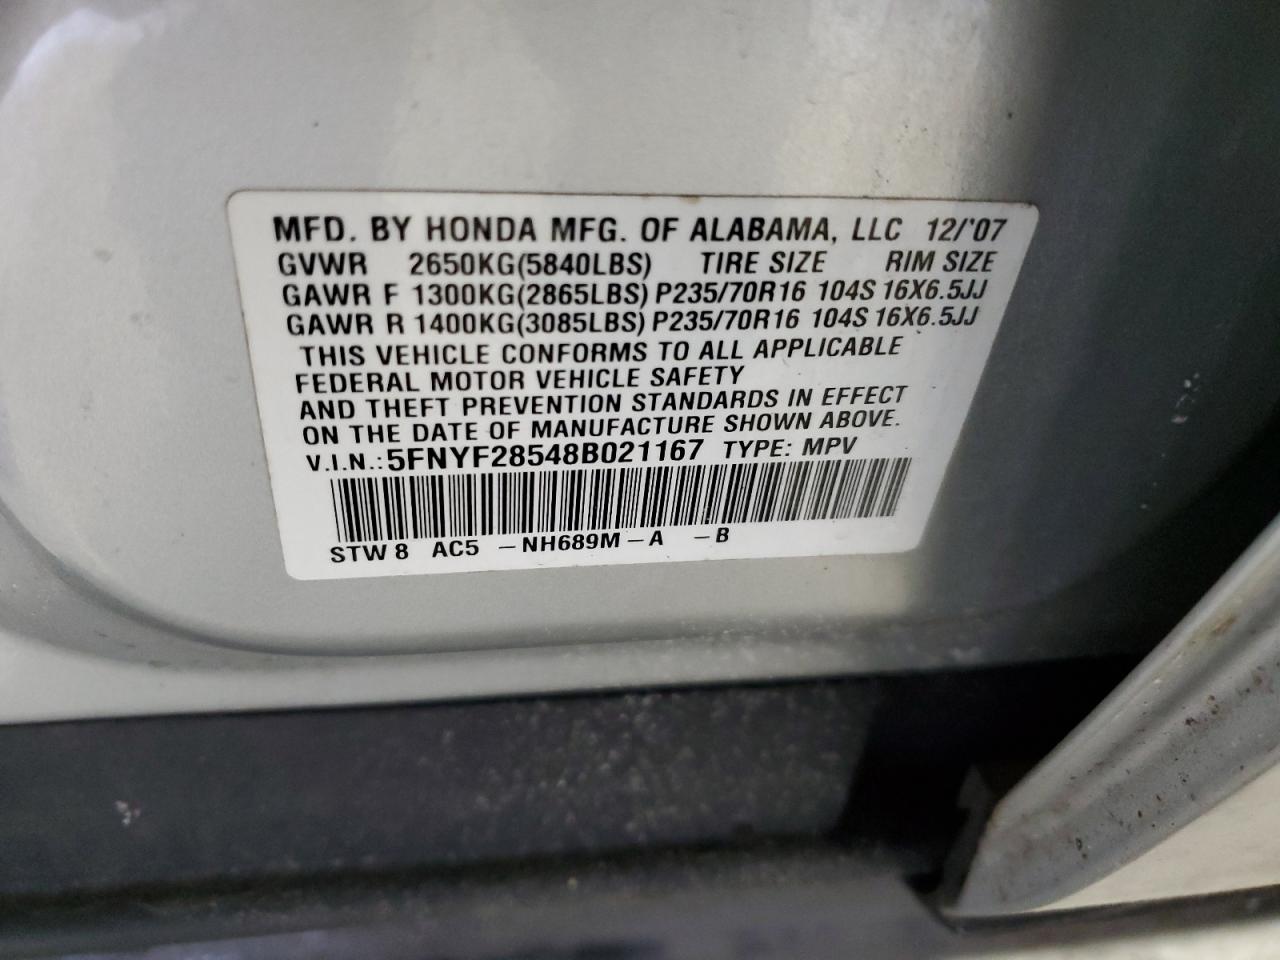 MFD. BY HONDA MFG. OF ALABAMA, LLC 12/'07
GVWR 2650KG(5840LBS) TIRE SIZE RIM SIZE
GAWR F 1300KG(2865LBS) P235/70R16 104S 16X6.5JJ
GAWR R 1400KG(3085LBS) P235/70R16 104S 16X6.5JJ
THIS VEHICLE CONFORMS TO ALL APPLICABLE
FEDERAL MOTOR VEHICLE SAFETY
AND THEFT PREVENTION STANDARDS IN EFFECT
ON THE DATE OF MANUFACTURE SHOWN ABOVE.
V.I.N.: 5FNYF28548B021167 TYPE: MPV
STW8 AC5 -NH689M-A -B